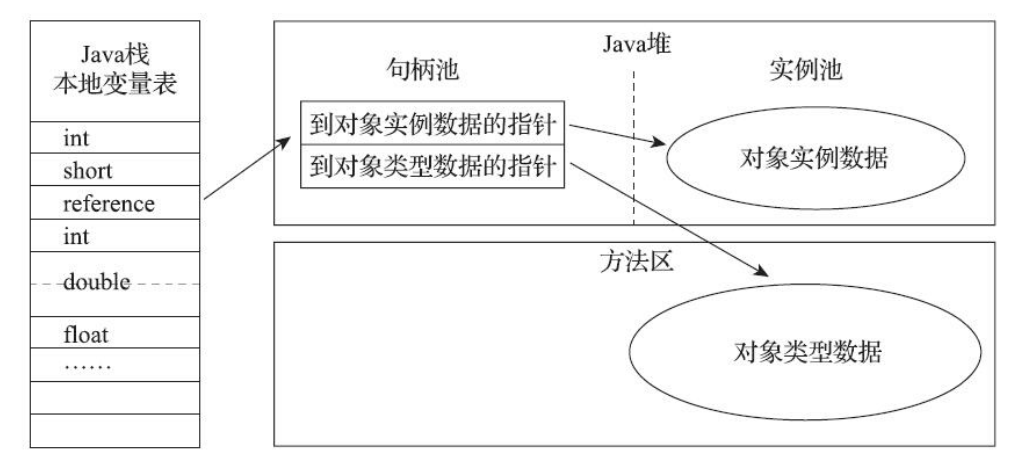 Java栈
本地变量表
int
short
reference
int
double
float
……
Java堆
句柄池
实例池
到对象实例数据的指针
到对象类型数据的指针
对象实例数据
方法区
对象类型数据